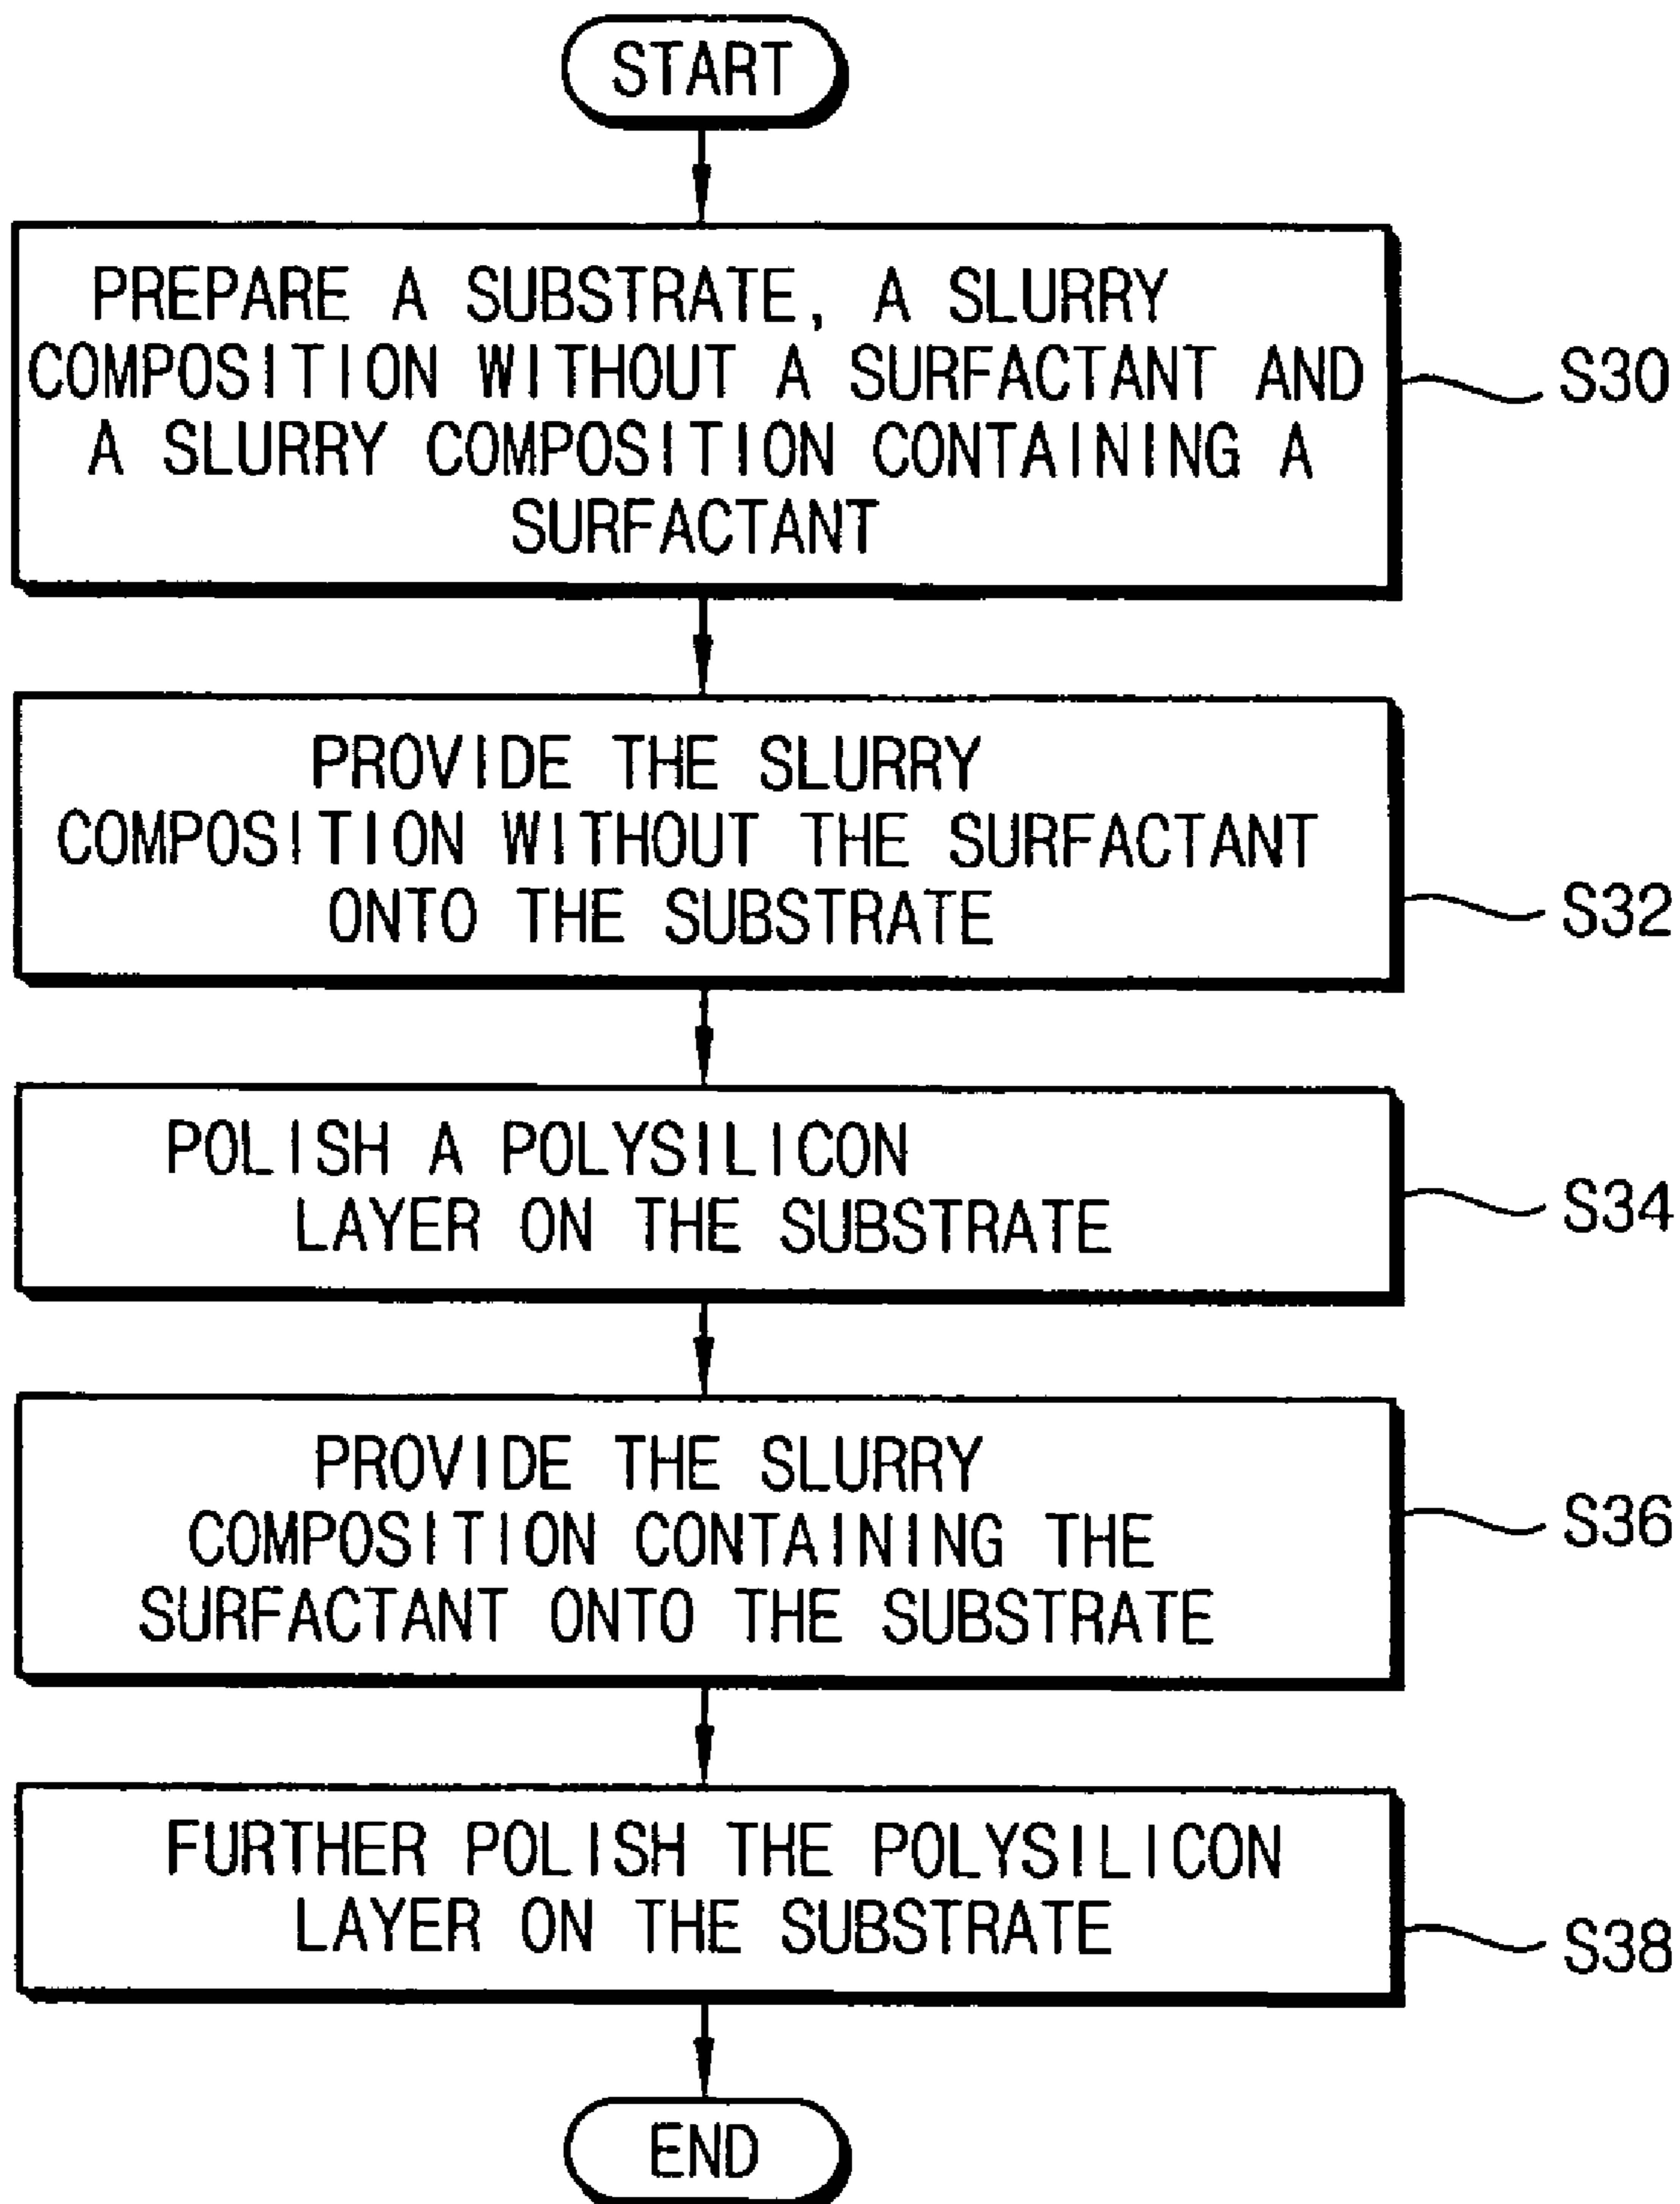 START
PREPARE A SUBSTRATE, A SLURRY
COMPOSITION WITHOUT A SURFACTANT AND
A SLURRY COMPOSITION CONTAINING A
SURFACTANT
S30
PROVIDE THE SLURRY
COMPOSITION WITHOUT THE SURFACTANT
ONTO THE SUBSTRATE
S32
POLISH A POLYSILICON
LAYER ON THE SUBSTRATE
S34
PROVIDE THE SLURRY
COMPOSITION CONTAINING THE
SURFACTANT ONTO THE SUBSTRATE
S36
FURTHER POLISH THE POLYSILICON
LAYER ON THE SUBSTRATE
S38
END